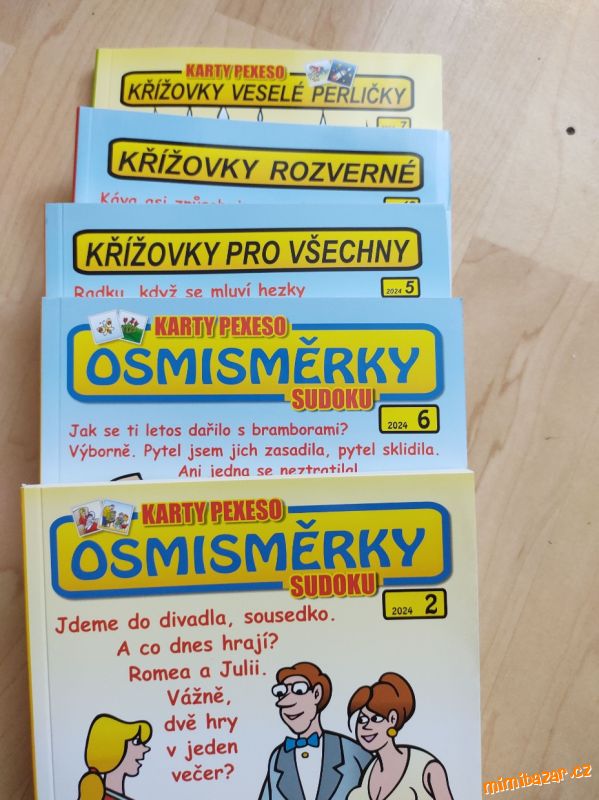 KARTY PEXESO
KŘÍŽOVKY VESELÉ PERLIČKY
7
KŘÍŽOVKY ROZVERNÉ
Káva asi
KŘÍŽOVKY PRO VŠECHNY
2024 5
Radku, když se mluví hezky
KARTY PEXESO
OSMISMĚRKY
SUDOKU
2024 6
Jak se ti letos dařilo s bramborami?
Výborně. Pytel jsem jich zasadila, pytel sklidila.
Ani jedna se neztratila!
KARTY PEXESO
OSMISMĚRKY
SUDOKU
2024 2
Jdeme do divadla, sousedko.
A co dnes hrají?
Romea a Julii.
Vážně,
dvě hry
v jeden
večer?
mimibazar.cz